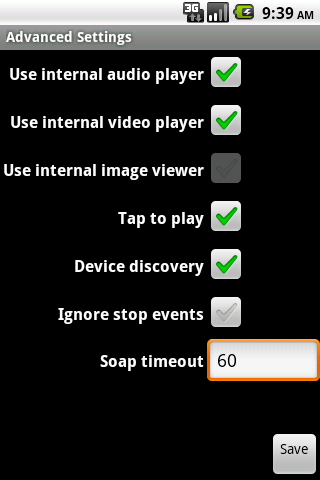 3G 9:39 AM
Advanced Settings
Use internal audio player
Use internal video player
Use internal image viewer
Tap to play
Device discovery
Ignore stop events
Soap timeout 60
Save